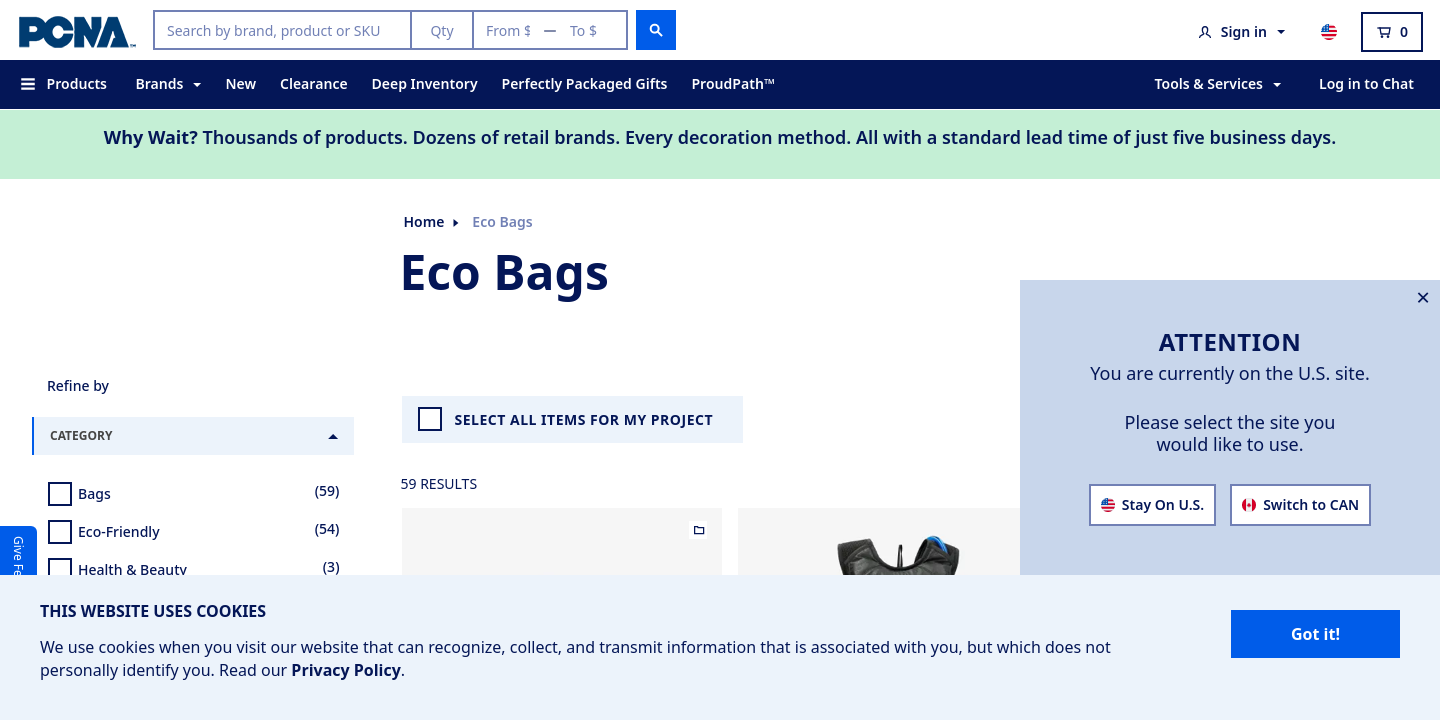 PCNA™
Search by brand, product or SKU
Qty
From $ — To $
Sign in
0
Products
Brands
New
Clearance
Deep Inventory
Perfectly Packaged Gifts
ProudPath™
Tools & Services
Log in to Chat
Why Wait? Thousands of products. Dozens of retail brands. Every decoration method. All with a standard lead time of just five business days.
Home
Eco Bags
Eco Bags
ATTENTION
You are currently on the U.S. site.
Please select the site you
would like to use.
Stay On U.S.
Switch to CAN
Refine by
CATEGORY
Bags (59)
Eco-Friendly (54)
Health & Beauty (3)
SELECT ALL ITEMS FOR MY PROJECT
59 RESULTS
Give
THIS WEBSITE USES COOKIES
We use cookies when you visit our website that can recognize, collect, and transmit information that is associated with you, but which does not
personally identify you. Read our Privacy Policy.
Got it!